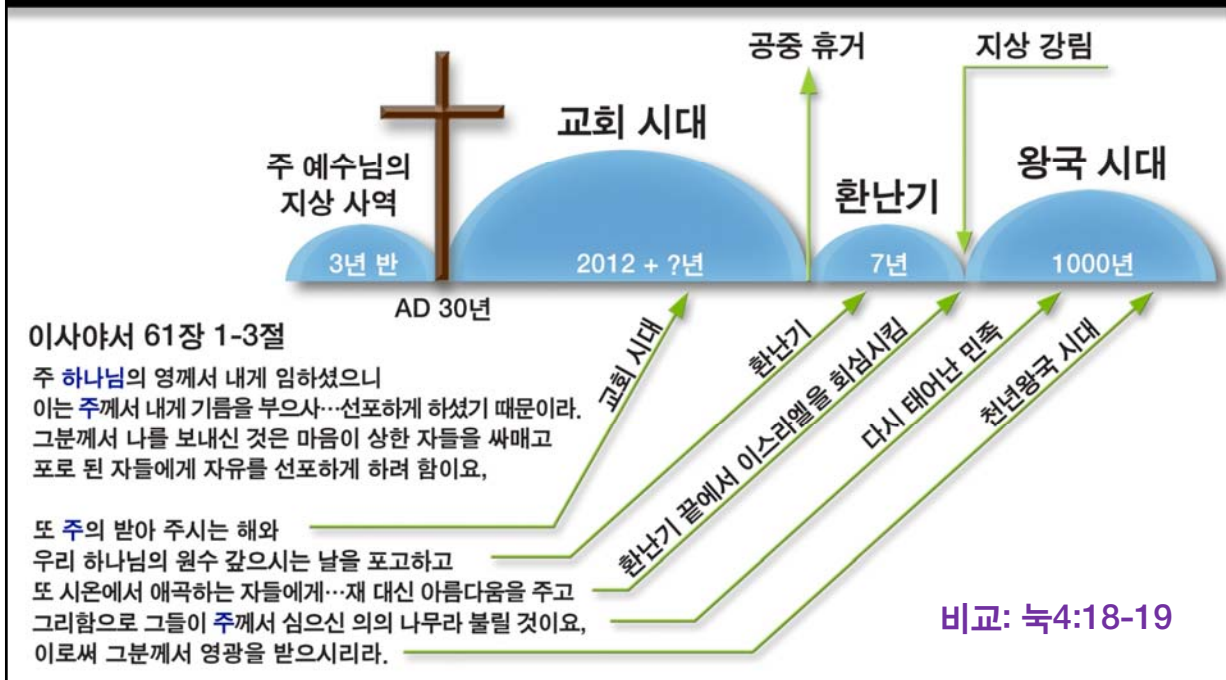 공중 휴거
지상 강림
교회 시대
왕국 시대
주 예수님의
지상 사역
환난기
3년 반
2012 + ?년
7년
1000년
AD 30년
이사야서 61장 1-3절
주 하나님의 영께서 내게 임하셨으니
이는 주께서 내게 기름을 부으사…선포하게 하셨기 때문이라.
그분께서 나를 보내신 것은 마음이 상한 자들을 싸매고
포로 된 자들에게 자유를 선포하게 하려 함이요,
또 주의 받아 주시는 해와
우리 하나님의 원수 갚으시는 날을 포고하고
또 시온에서 애곡하는 자들에게…재 대신 아름다움을 주고
그리함으로 그들이 주께서 심으신 의의 나무라 불릴 것이요,
이로써 그분께서 영광을 받으시리라.
교회 시대
환난기
환난기 끝에서 이스라엘을 회심시킴
다시 태어난 민족
천년왕국 시대
비교: 눅4:18-19